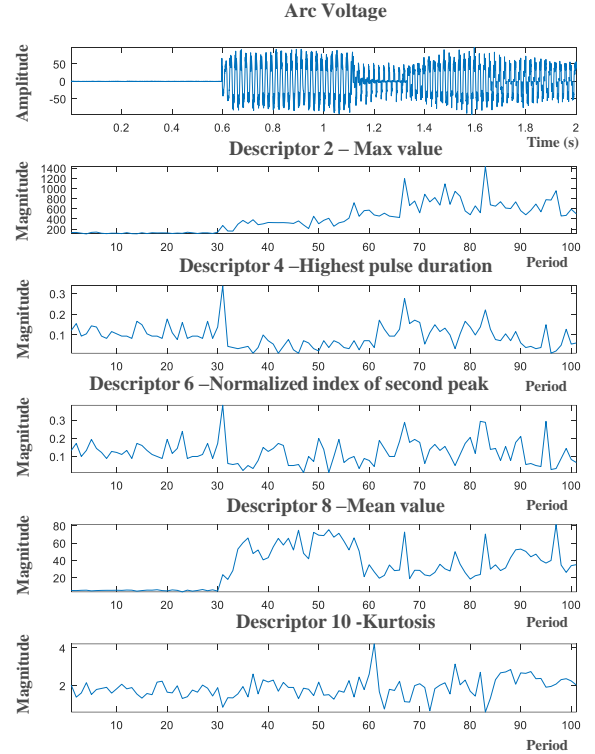 Arc Voltage
Amplitude
50
0
-50
0.2 0.4 0.6 0.8 1 1.2 1.4 1.6 1.8 2
Time (s)
Descriptor 2 – Max value
Magnitude
1400
1200
1000
800
600
400
200
10 20 30 40 50 60 70 80 90 100
Period
Descriptor 4 –Highest pulse duration
Magnitude
0.3
0.2
0.1
10 20 30 40 50 60 70 80 90 100
Period
Descriptor 6 –Normalized index of second peak
Magnitude
0.3
0.2
0.1
10 20 30 40 50 60 70 80 90 100
Period
Descriptor 8 –Mean value
Magnitude
80
60
40
20
10 20 30 40 50 60 70 80 90 100
Period
Descriptor 10 -Kurtosis
Magnitude
4
2
10 20 30 40 50 60 70 80 90 100
Period